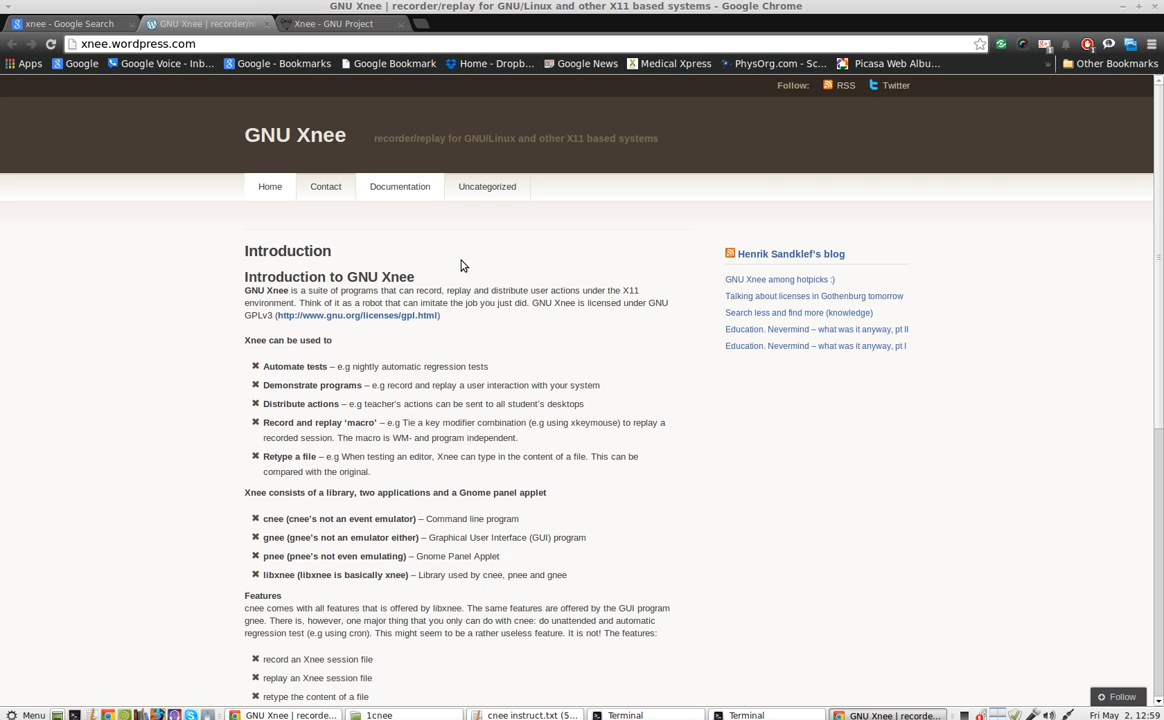 GNU Xnee | recorder/replay for GNU/Linux and other X11 based systems - Google Chrome
xnee - Google Search
GNU Xnee | recorder/re
Xnee - GNU Project
xnee.wordpress.com
Apps
Google
Google Voice - Inb...
Google - Bookmarks
Google Bookmark
Home - Dropb...
Google News
Medical Xpress
PhysOrg.com - Sc...
Picasa Web Albu...
»
Other Bookmarks
Follow:
RSS
Twitter
GNU Xnee
recorder/replay for GNU/Linux and other X11 based systems
Home
Contact
Documentation
Uncategorized
Introduction
Introduction to GNU Xnee
GNU Xnee is a suite of programs that can record, replay and distribute user actions under the X11
environment. Think of it as a robot that can imitate the job you just did. GNU Xnee is licensed under GNU
GPLv3 (http://www.gnu.org/licenses/gpl.html)
Xnee can be used to
Automate tests – e.g nightly automatic regression tests
Demonstrate programs – e.g record and replay a user interaction with your system
Distribute actions – e.g teacher's actions can be sent to all student's desktops
Record and replay ‘macro’ – e.g Tie a key modifier combination (e.g using xkeymouse) to replay a
recorded session. The macro is WM- and program independent.
Retype a file – e.g When testing an editor, Xnee can type in the content of a file. This can be
compared with the original.
Xnee consists of a library, two applications and a Gnome panel applet
cnee (cnee's not an event emulator) – Command line program
gnee (gnee's not an emulator either) – Graphical User Interface (GUI) program
pnee (pnee's not even emulating) – Gnome Panel Applet
libxnee (libxnee is basically xnee) – Library used by cnee, pnee and gnee
Features
cnee comes with all features that is offered by libxnee. The same features are offered by the GUI program
gnee. There is, however, one major thing that you only can do with cnee: do unattended and automatic
regression test (e.g using cron). This might seem to be a rather useless feature. It is not! The features:
record an Xnee session file
replay an Xnee session file
retype the content of a file
Henrik Sandklef's blog
GNU Xnee among hotpicks :)
Talking about licenses in Gothenburg tomorrow
Search less and find more (knowledge)
Education. Nevermind – what was it anyway, pt II
Education. Nevermind – what was it anyway, pt I
Follow
Menu
GNU Xnee | recorde...
1cnee
cnee instruct.txt (5...
Terminal
Terminal
GNU Xnee | recorde...
Fri May 2, 12:59